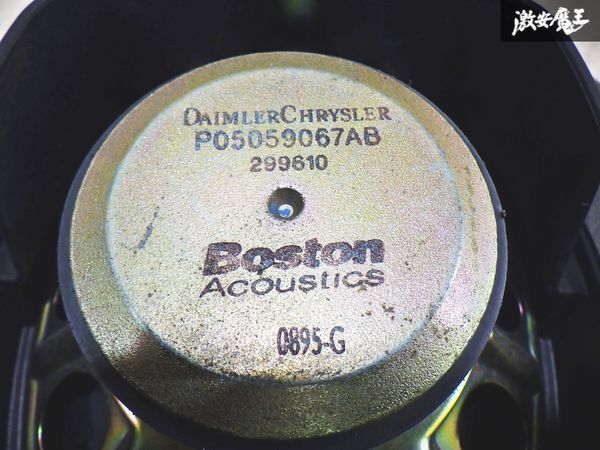 激安魔王
DAIMLERCHRYSLER
P05059067AB
299610
Boston
ACOUSTICS
0895-G